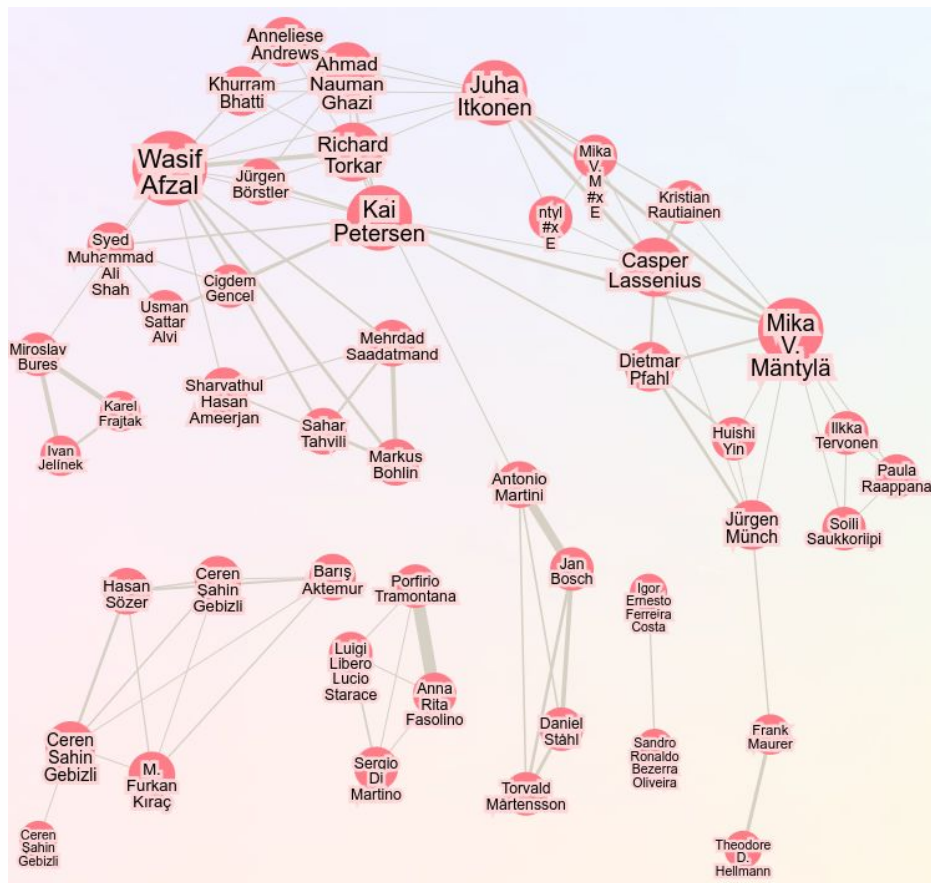 Anneliese
Andrews
Ahmad
Nauman
Ghazi
Khurram
Bhatti
Juha
Itkonen
Richard
Torkar
Wasif
Afzal
Jürgen
Börstler
Mika
V.
M
#x
E
Kristian
Rautiainen
ntyl
#x
E
Kai
Petersen
Syed
Muhammad
Ali
Shah
Casper
Lassenius
Cigdem
Gencel
Usman
Sattar
Alvi
Mika
V.
Mäntylä
Miroslav
Bures
Mehrdad
Saadatmand
Dietmar
Pfahl
Sharvathul
Hasan
Ameerjan
Karel
Frajtak
Ivan
Jelínek
Sahar
Tahvili
Markus
Bohlin
Huishi
Yin
Ilkka
Tervonen
Paula
Raappana
Antonio
Martini
Jürgen
Münch
Soili
Saukkoriipi
Hasan
Sözer
Ceren
Şahin
Gebizli
Barış
Aktemur
Porfirio
Tramontana
Jan
Bosch
Igor
Ernesto
Ferreira
Costa
Luigi
Libero
Lucio
Starace
Anna
Rita
Fasolino
Ceren
Sahin
Gebizli
M.
Furkan
Kıraç
Sergio
Di
Martino
Daniel
Ståhl
Torvald
Mårtensson
Sandro
Ronaldo
Bezerra
Oliveira
Frank
Maurer
Ceren
Şahin
Gebizli
Theodore
D.
Hellmann